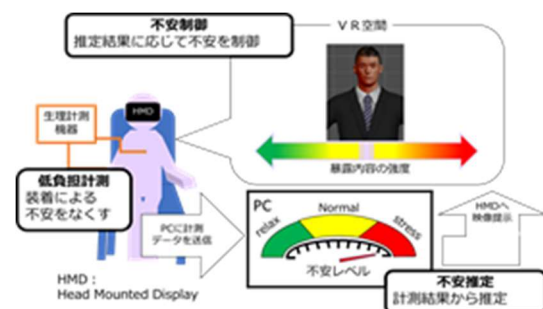 不安制御
推定結果に応じて不安を制御
VR空間
HMD
生理計測
機器
暴露内容の強度
低負担計測
装着による
不安をなくす
PCに計測
データを送信
PC
relax
Normal
stress
不安レベル
HMDへ
映像提示
不安推定
計測結果から推定
HMD:
Head Mounted Display